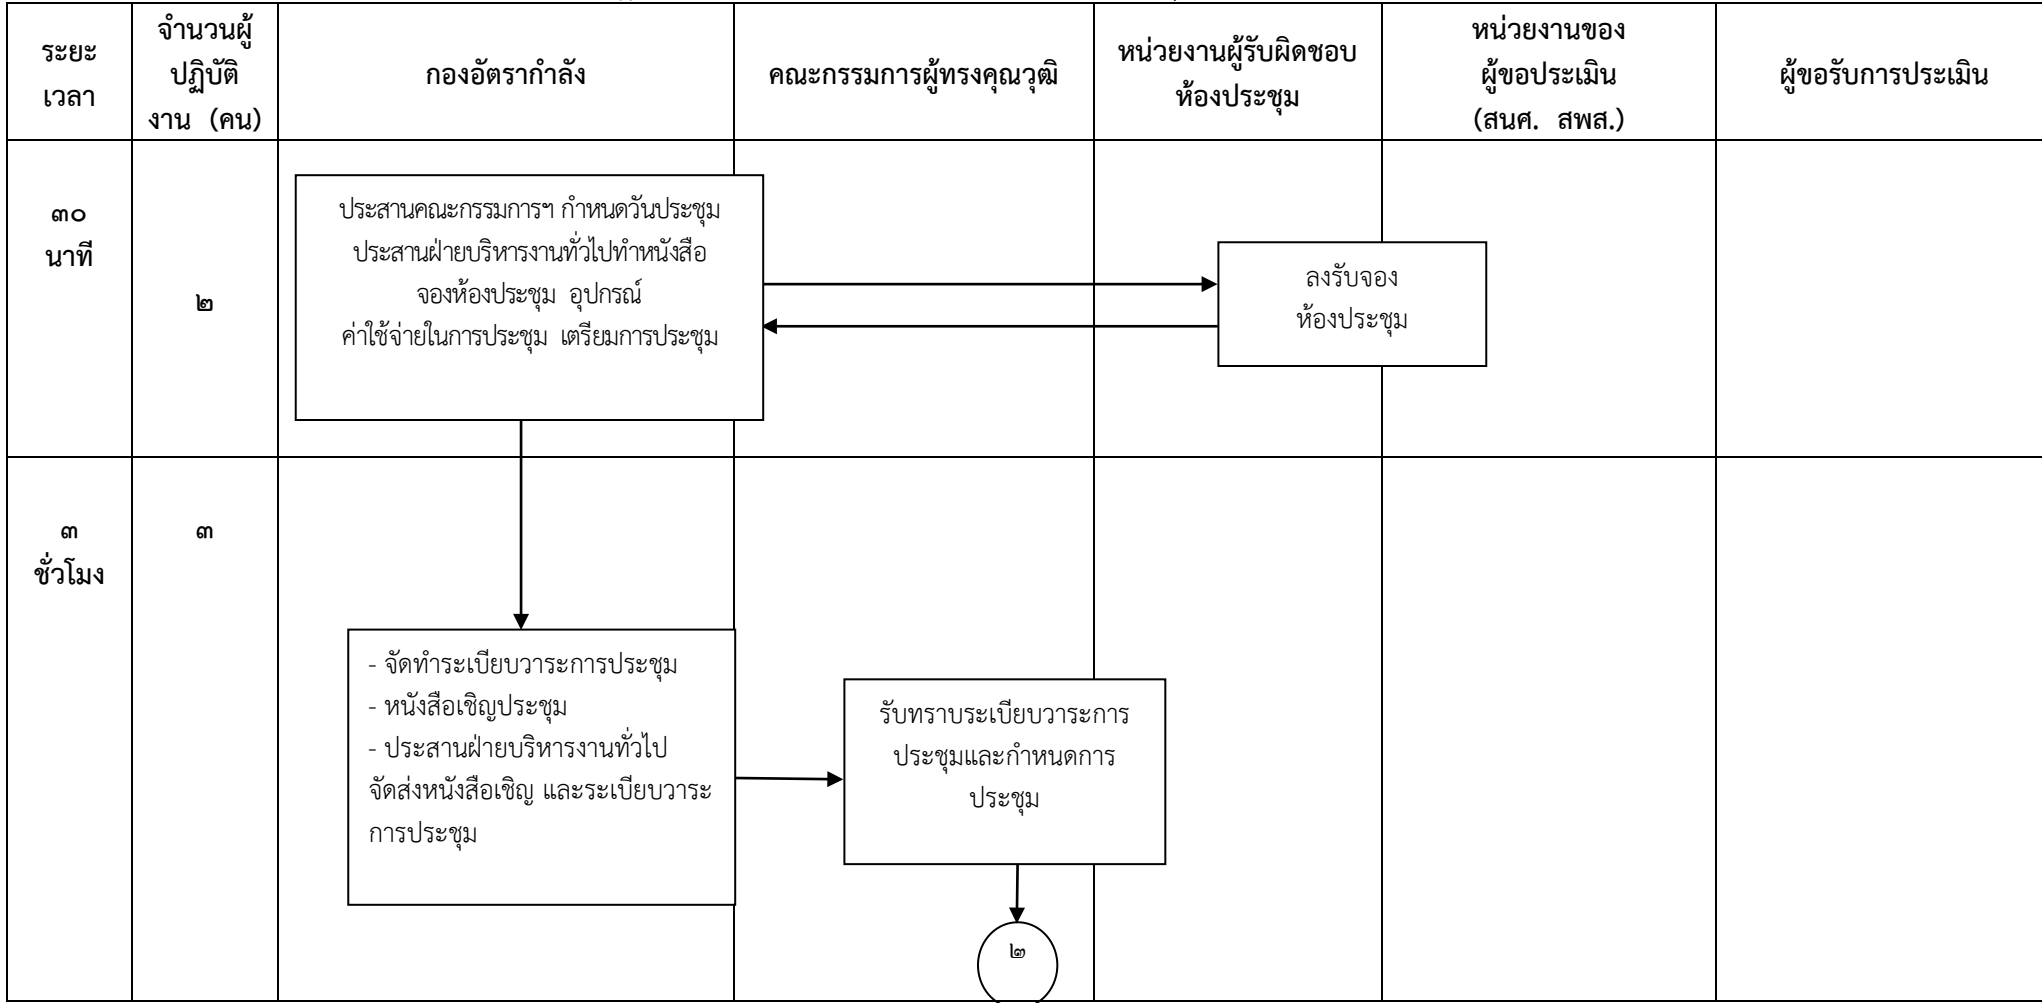 ระยะ
เวลา
จำนวนผู้
ปฏิบัติ
งาน (คน)
กองอัตรากำลัง
คณะกรรมการผู้ทรงคุณวุฒิ
หน่วยงานผู้รับผิดชอบ
ห้องประชุม
หน่วยงานของ
ผู้ขอประเมิน
(สนศ. สพส.)
ผู้ขอรับการประเมิน
๓๐
นาที
๒
ประสานคณะกรรมการฯ กำหนดวันประชุม
ประสานฝ่ายบริหารงานทั่วไปทำหนังสือ
จองห้องประชุม อุปกรณ์
ค่าใช้จ่ายในการประชุม เตรียมการประชุม
ลงรับจอง
ห้องประชุม
๓
ชั่วโมง
๓
- จัดทำระเบียบวาระการประชุม
- หนังสือเชิญประชุม
- ประสานฝ่ายบริหารงานทั่วไป
จัดส่งหนังสือเชิญ และระเบียบวาระ
การประชุม
รับทราบระเบียบวาระการ
ประชุมและกำหนดการ
ประชุม
๒